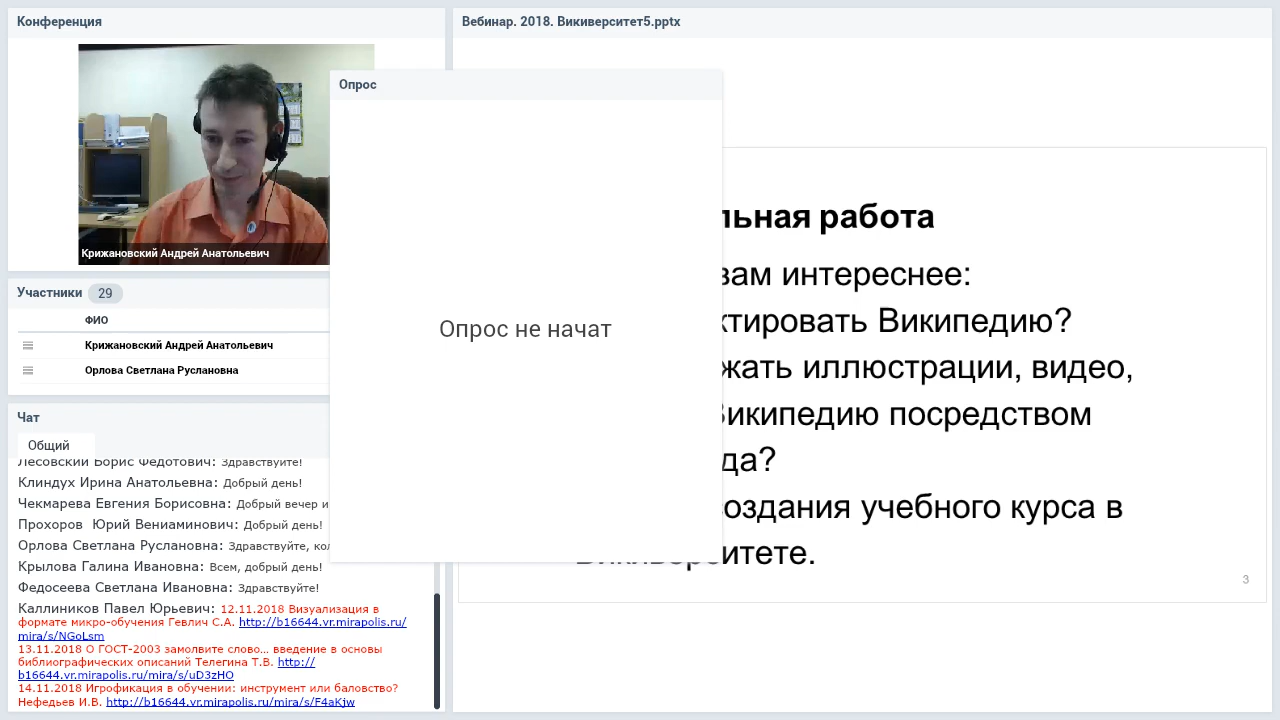 Конференция
Крижановский Андрей Анатольевич
Участники 29
ФИО
Крижановский Андрей Анатольевич
Орлова Светлана Руслановна
Чат
Общий
Лесовский Борис Федотович: Здравствуйте!
Клиндух Ирина Анатольевна: Добрый день!
Чекмарева Евгения Борисовна: Добрый вечер и
Прохоров Юрий Вениаминович: Добрый день!
Орлова Светлана Руслановна: Здравствуйте, кол
Крылова Галина Ивановна: Всем, добрый день!
Федосеева Светлана Ивановна: Здравствуйте!
Каллиников Павел Юрьевич: 12.11.2018 Визуализация в
формате микро-обучения Гевлич С.А. http://b16644.vr.mirapolis.ru/
mira/s/NGoLsm
13.11.2018 О ГОСТ-2003 замолвите слово... введение в основы
библиографических описаний Телегина Т.В. http://
b16644.vr.mirapolis.ru/mira/s/uD3zHO
14.11.2018 Игрофикация в обучении: инструмент или баловство?
Нефедьев И.В. http://b16644.vr.mirapolis.ru/mira/s/F4aKjw
Опрос
Опрос не начат
Вебинар. 2018. Викиверситет5.pptx
льная работа
вам интереснее:
ктировать Википедию?
жать иллюстрации, видео,
Википедию посредством
да?
создания учебного курса в
Викиверситете.
3